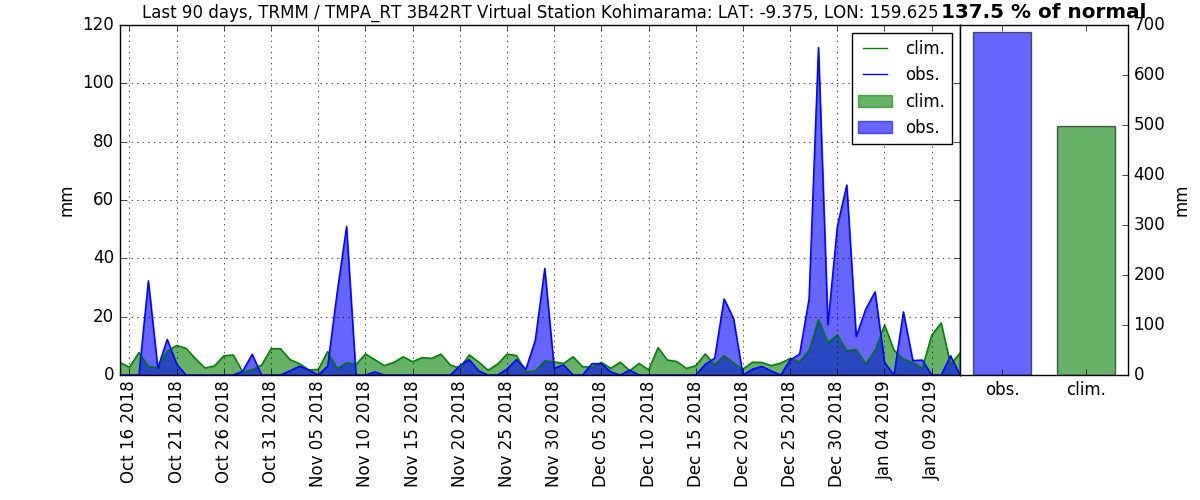 Last 90 days, TRMM / TMPA_RT 3B42RT Virtual Station Kohimarama: LAT: -9.375, LON: 159.625
137.5 % of normal
120
100
80
60
40
20
0
mm
clim.
obs.
clim.
obs.
700
600
500
400
300
200
100
0
mm
Oct 16 2018
Oct 21 2018
Oct 26 2018
Oct 31 2018
Nov 05 2018
Nov 10 2018
Nov 15 2018
Nov 20 2018
Nov 25 2018
Nov 30 2018
Dec 05 2018
Dec 10 2018
Dec 15 2018
Dec 20 2018
Dec 25 2018
Dec 30 2018
Jan 04 2019
Jan 09 2019
obs.
clim.